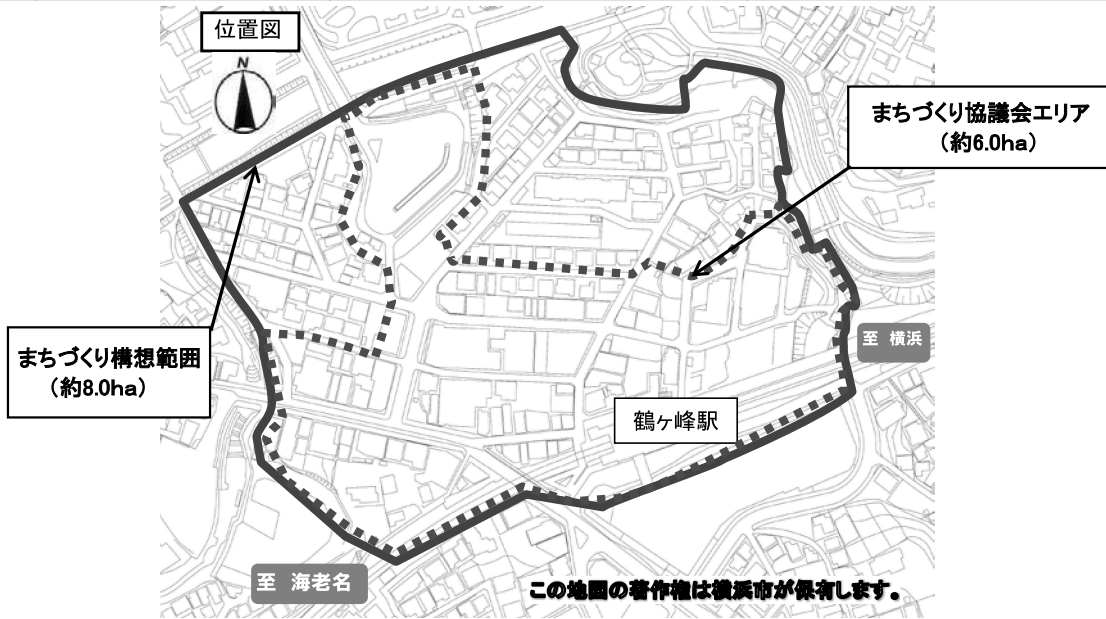 位置図
N
まちづくり協議会エリア
（約6.0ha）
至 横浜
まちづくり構想範囲
（約8.0ha）
鶴ヶ峰駅
至 海老名
この地図の著作権は横浜市が保有します。